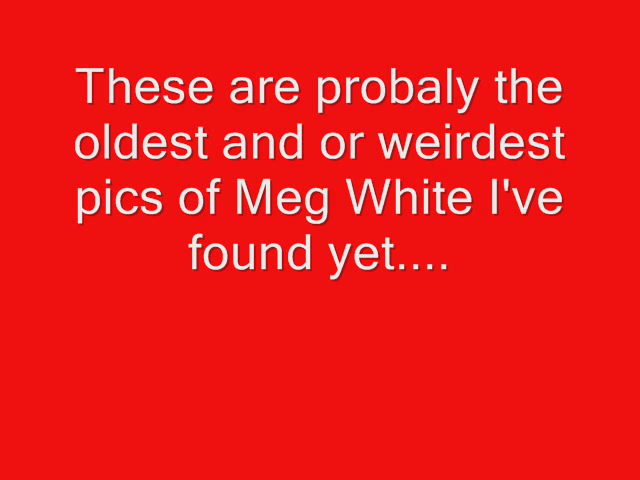 These are probaly the
oldest and or weirdest
pics of Meg White I've
found yet....